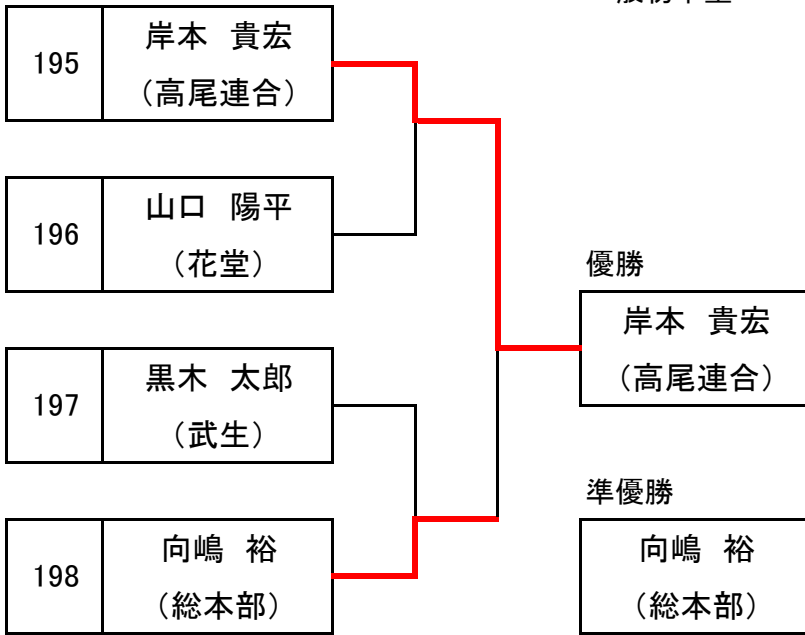 195
岸本 貴宏
（高尾連合）
196
山口 陽平
（花堂）
197
黒木 太郎
（武生）
198
向嶋 裕
（総本部）
優勝
岸本 貴宏
（高尾連合）
準優勝
向嶋 裕
（総本部）